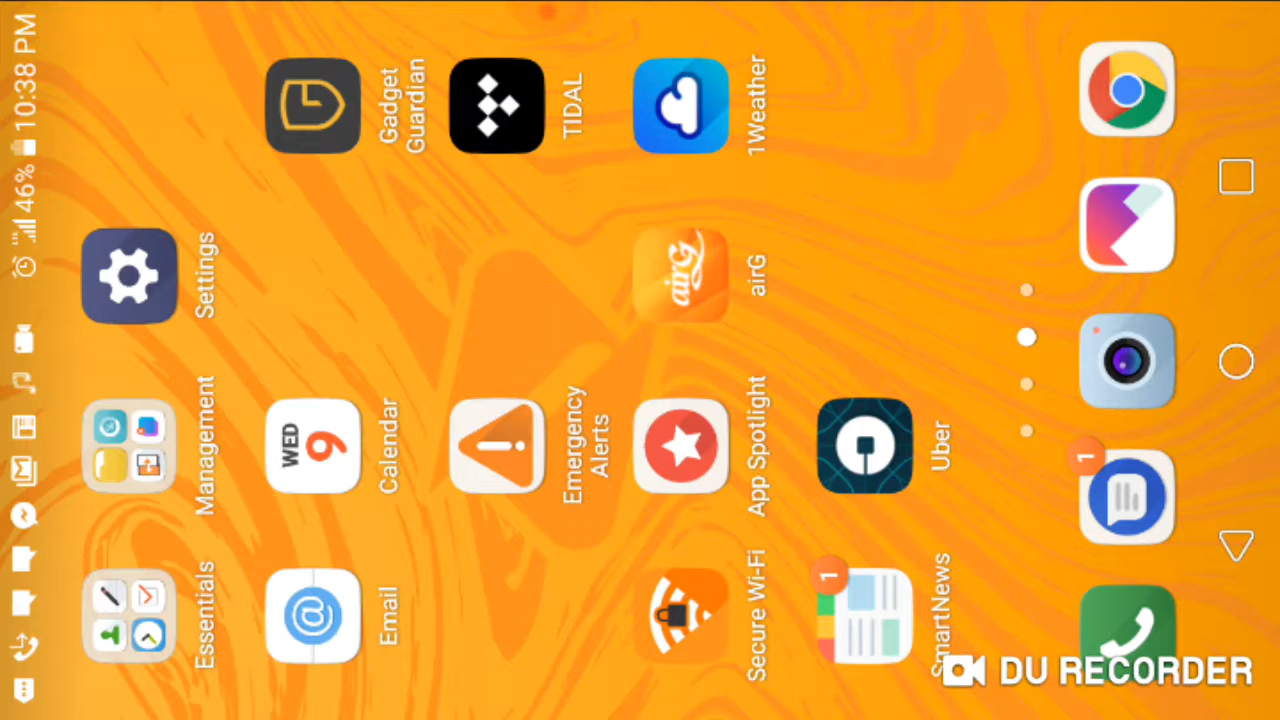 46% 10:38 PM
Essentials
Management
Settings
Email
WED
9
Calendar
Gadget
Guardian
Emergency
Alerts
TIDAL
Secure Wi-Fi
App Spotlight
airG
airG
1Weather
1
SmartNews
Uber
1
DU RECORDER